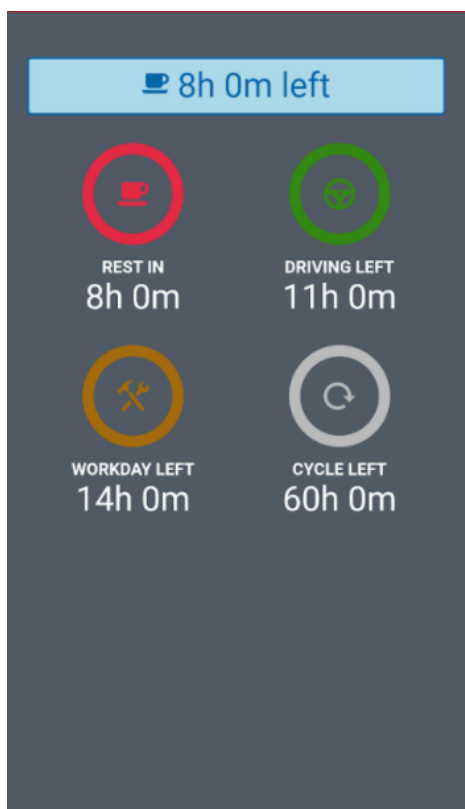 8h 0m left
REST IN
8h 0m
DRIVING LEFT
11h 0m
WORKDAY LEFT
14h 0m
CYCLE LEFT
60h 0m